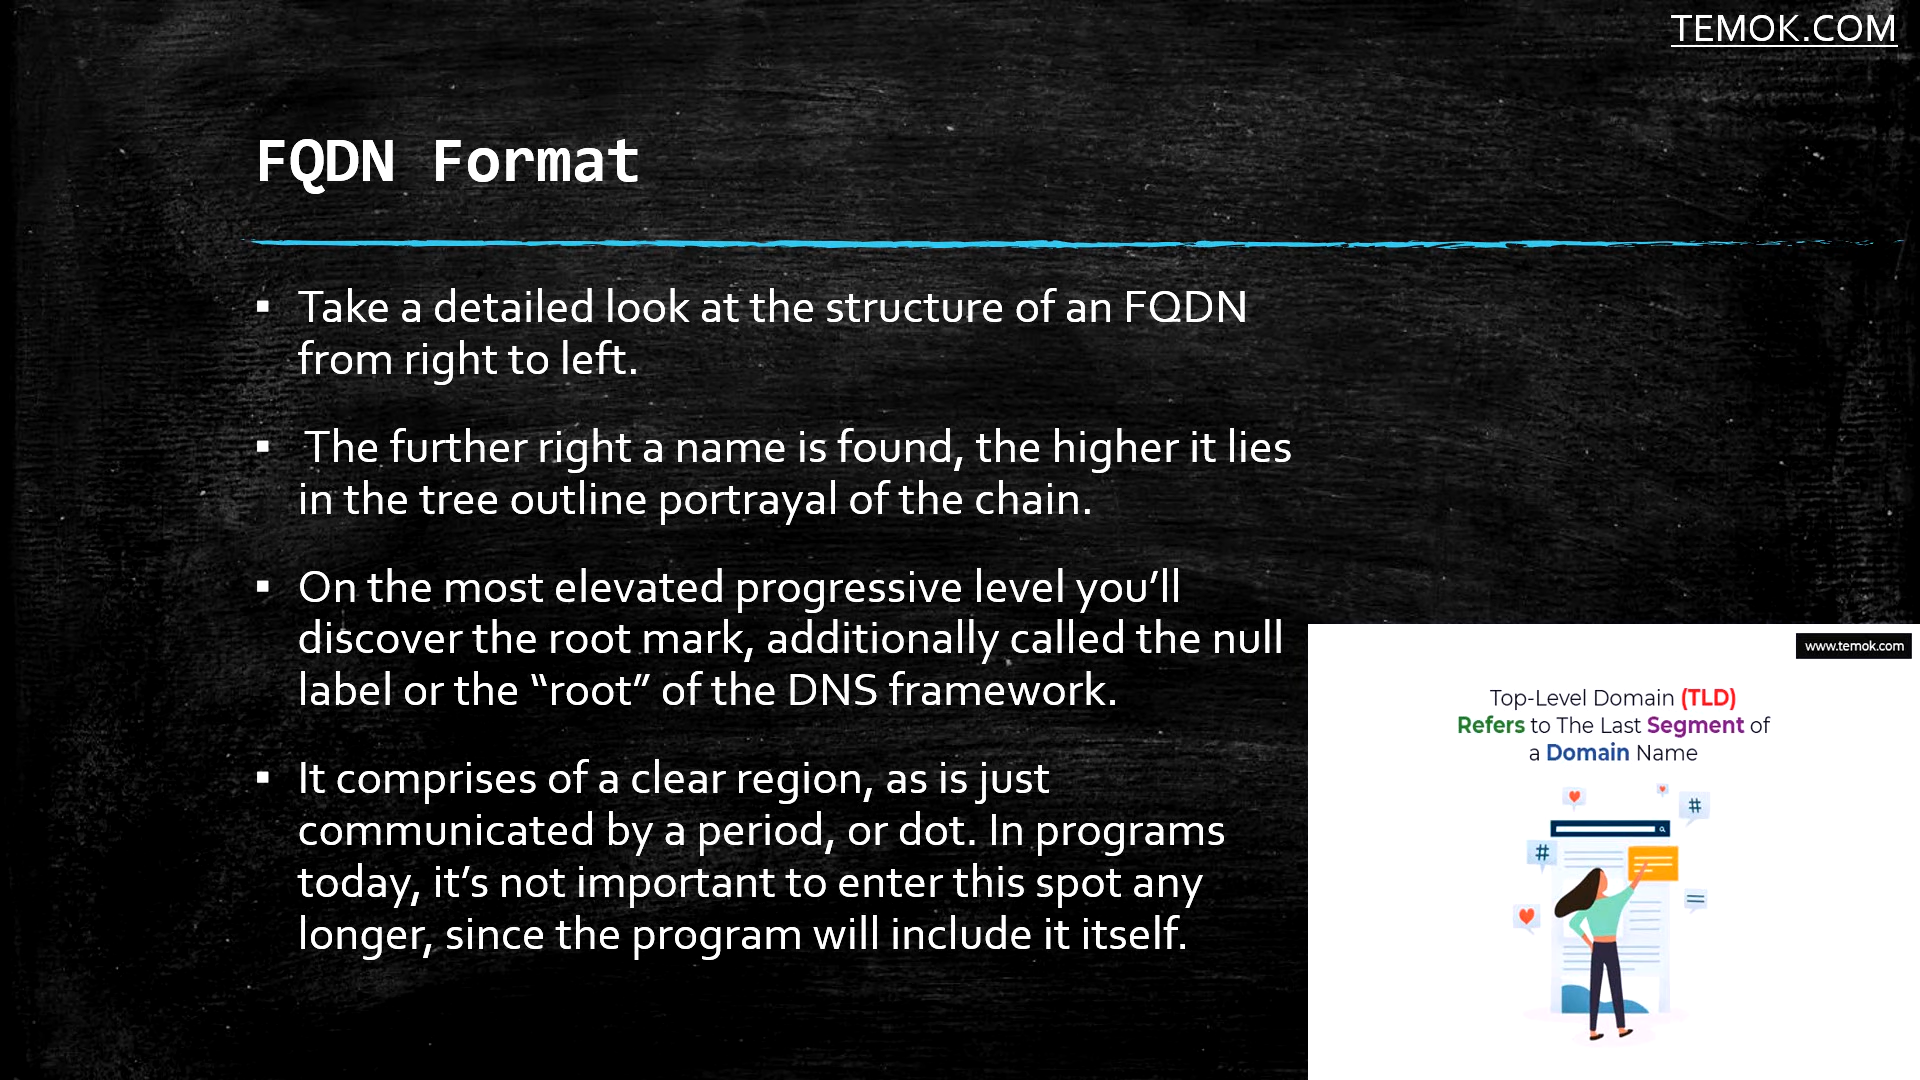 TEMOK.COM
FQDN Format
▪ Take a detailed look at the structure of an FQDN
from right to left.
▪ The further right a name is found, the higher it lies
in the tree outline portrayal of the chain.
▪ On the most elevated progressive level you’ll
discover the root mark, additionally called the null
label or the “root” of the DNS framework.
▪ It comprises of a clear region, as is just
communicated by a period, or dot. In programs
today, it’s not important to enter this spot any
longer, since the program will include it itself.
www.temok.com
Top-Level Domain (TLD)
Refers to The Last Segment of
a Domain Name
#
#